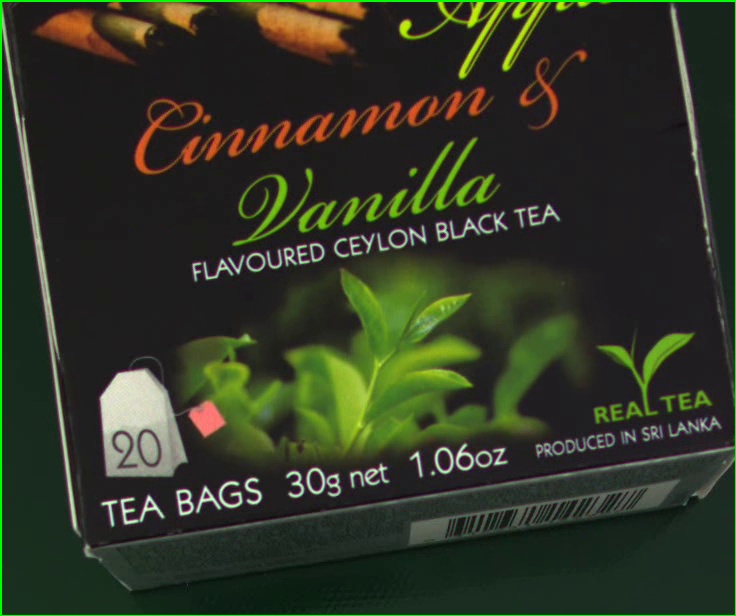 Apple
Cinnamon &
Vanilla
FLAVOURED CEYLON BLACK TEA
20
TEA BAGS 30g net 1.06oz
REAL TEA
PRODUCED IN SRI LANKA